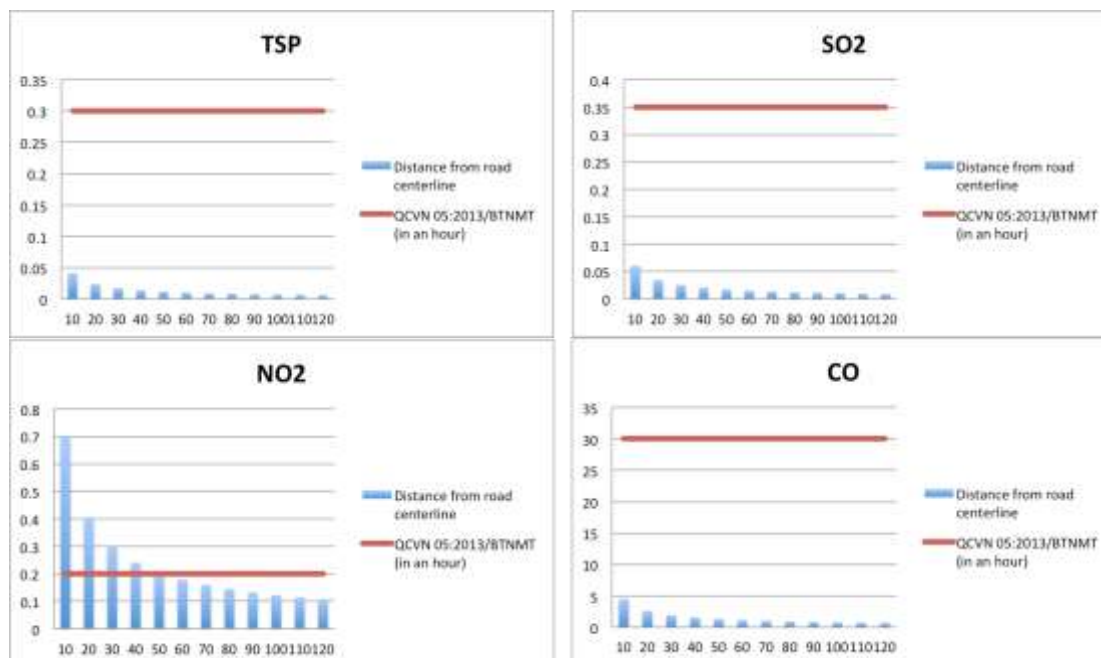 TSP
0.35
0.3
0.25
0.2
0.15
0.1
0.05
0
10 20 30 40 50 60 70 80 90 100110120
Distance from road
centerline
QCVN 05:2013/BTNMT
(in an hour)
SO2
0.4
0.35
0.3
0.25
0.2
0.15
0.1
0.05
0
10 20 30 40 50 60 70 80 90 100110120
Distance from road
centerline
QCVN 05:2013/BTNMT
(in an hour)
NO2
0.8
0.7
0.6
0.5
0.4
0.3
0.2
0.1
0
10 20 30 40 50 60 70 80 90 100110120
Distance from road
centerline
QCVN 05:2013/BTNMT
(in an hour)
CO
35
30
25
20
15
10
5
0
10 20 30 40 50 60 70 80 90 100110120
Distance from road
centerline
QCVN 05:2013/BTNMT
(in an hour)